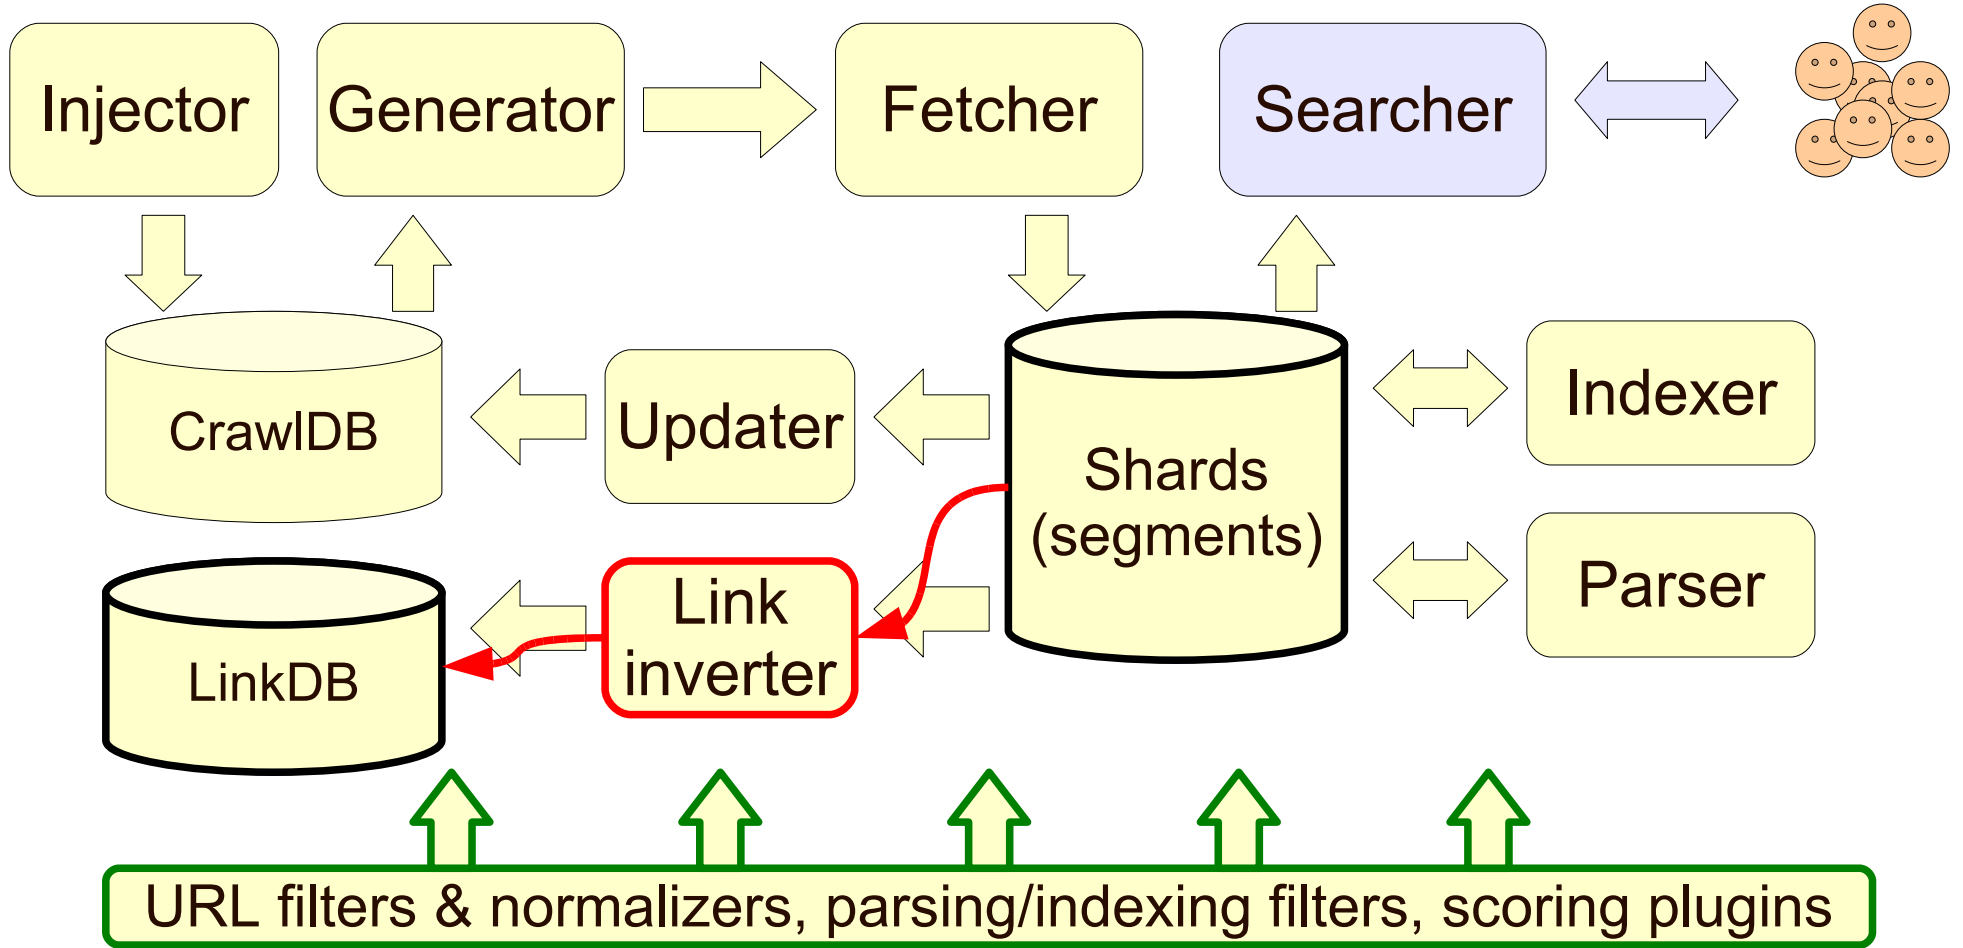 Injector
Generator
Fetcher
Searcher
CrawlDB
Updater
Shards
(segments)
Indexer
Link
inverter
LinkDB
Parser
URL filters & normalizers, parsing/indexing filters, scoring plugins